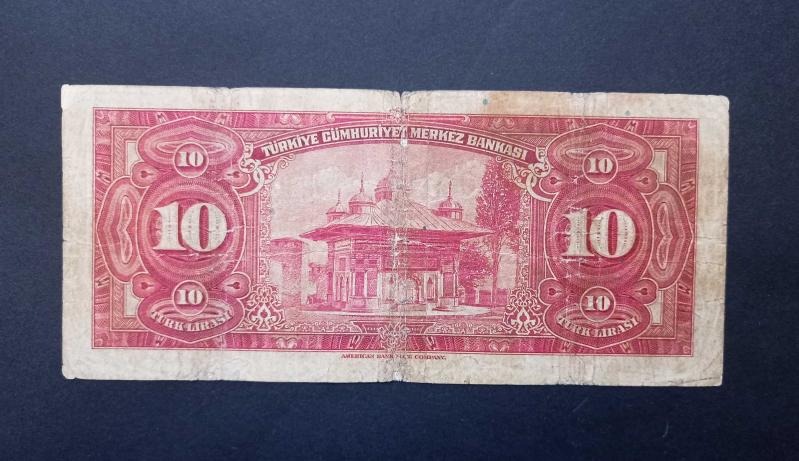 TÜRKİYE CÜMHURİYET MERKEZ BANKASI
10 10
10 10
10 10
TÜRK LİRASI TÜRK LİRASI
AMERICAN BANK NOTE COMPANY.